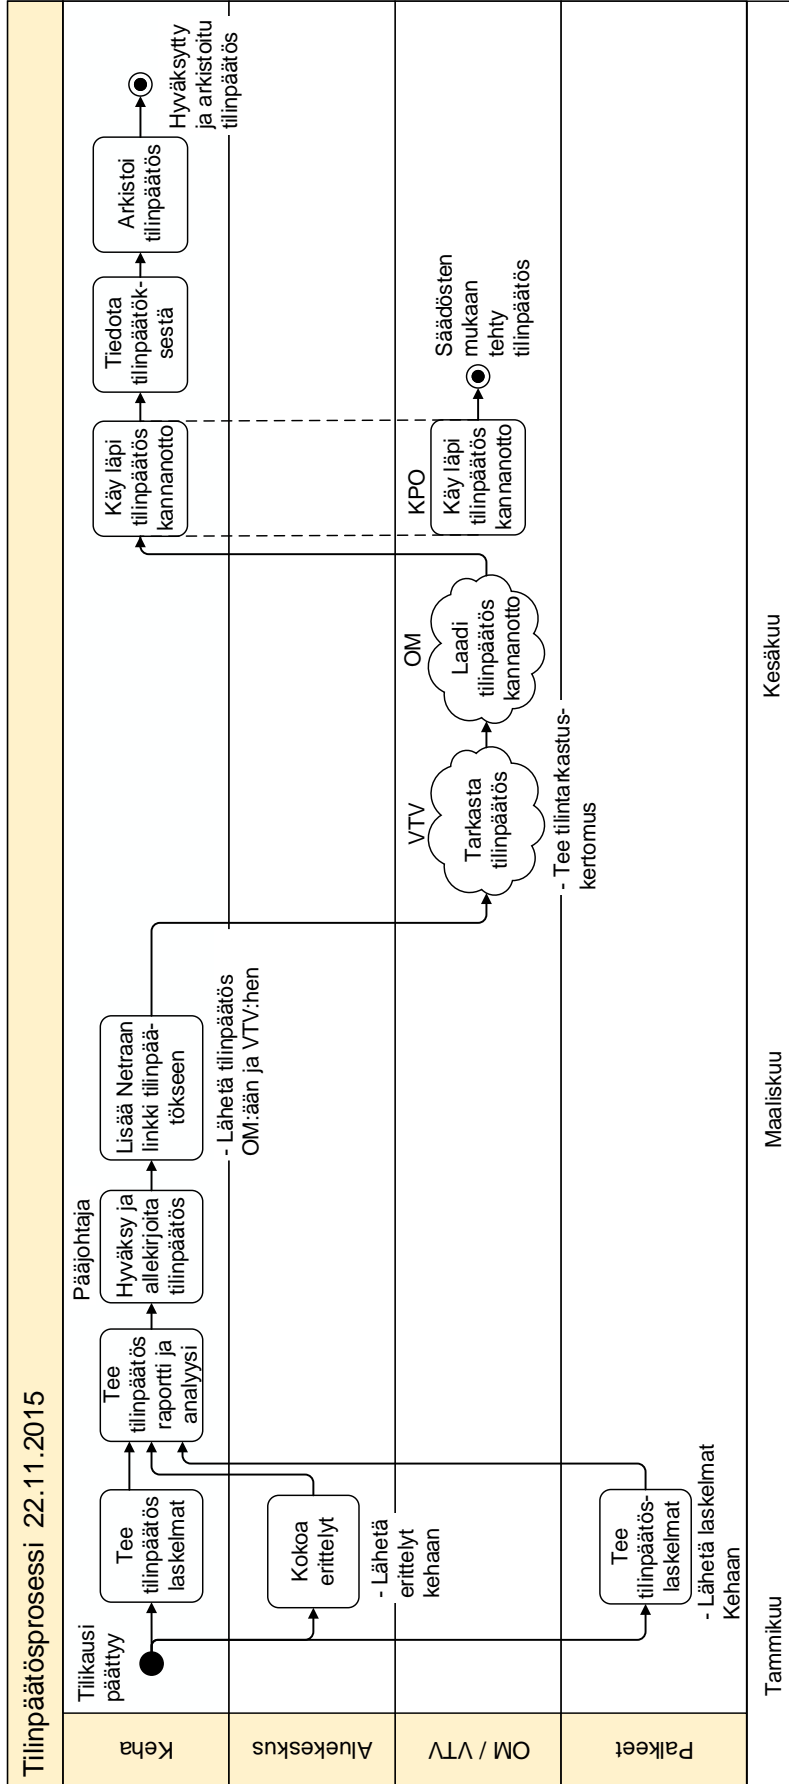 Tilinpäätösprosessi 22.11.2015
Keha
Tilikausi
päättyy
Tee
tilinpäätös
laskelmat
Tee
tilinpäätös
raportti ja
analyysi
Pääjohtaja
Hyväksy ja
allekirjoita
tilinpäätös
Lisää Netraan
linkki tilinpää-
tökseen
- Lähetä tilinpäätös
OM:ään ja VTV:hen
Käy läpi
tilinpäätös
kannanotto
Tiedota
tilinpäätök-
sestä
Arkistoi
tilinpäätös
Hyväksytty
ja arkistoitu
tilinpäätös
Aluekeskus
Kokoa
erittelyt
- Lähetä
erittelyt
kehaan
OM / VTV
VTV
Tarkasta
tilinpäätös
- Tee tilintarkastus-
kertomus
OM
Laadi
tilinpäätös
kannanotto
KPO
Käy läpi
tilinpäätös
kannanotto
Säädösten
mukaan
tehty
tilinpäätös
Palkeet
Tee
tilinpäätös-
laskelmat
- Lähetä laskelmat
Kehaan
Tammikuu
Maaliskuu
Kesäkuu